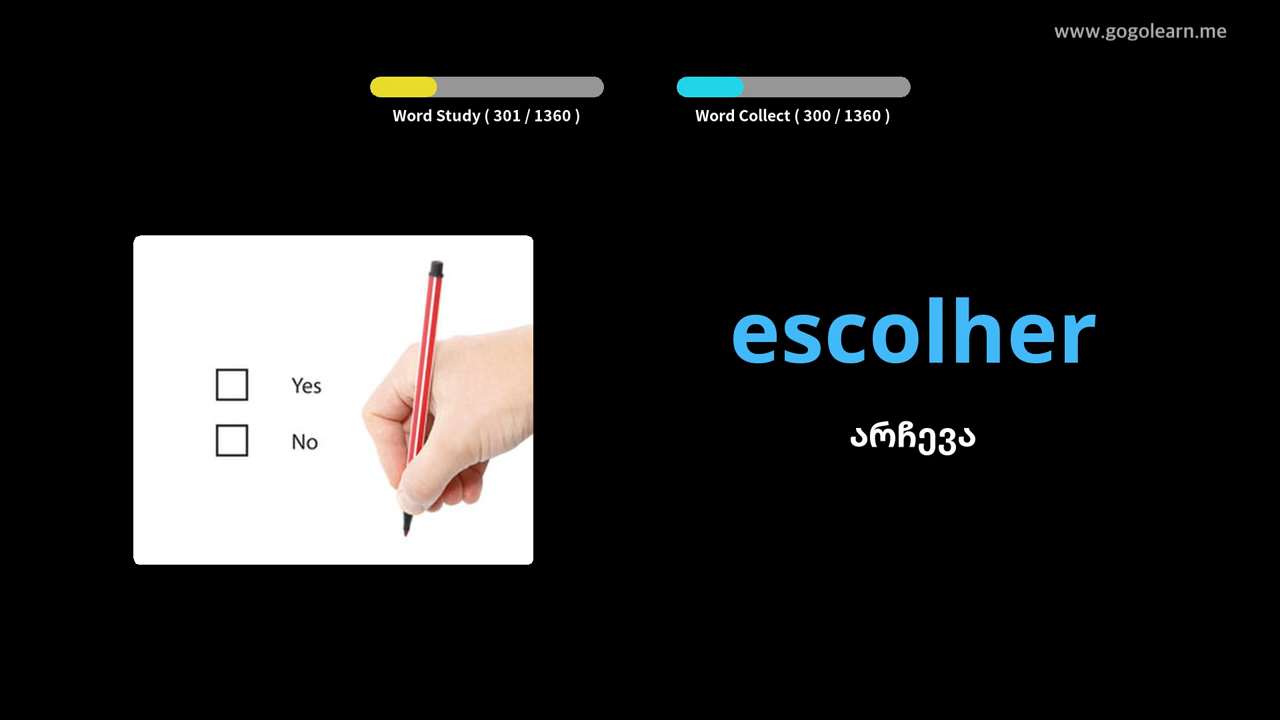 www.gogolearn.me
Word Study ( 301 / 1360 )
Word Collect ( 300 / 1360 )
Yes
No
escolher
არჩევა